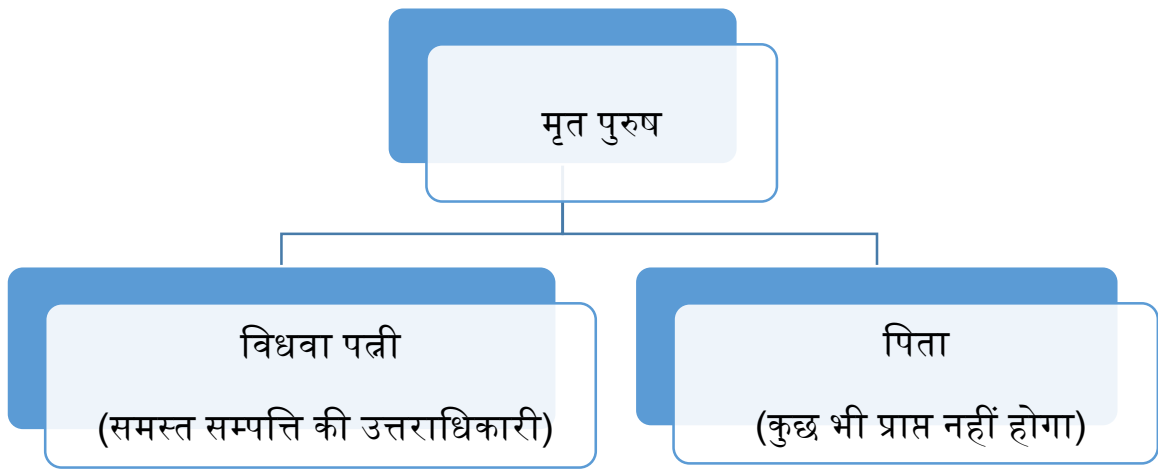 मृत पुरुष
विधवा पत्नी
(समस्त सम्पत्ति की उत्तराधिकारी)
पिता
(कुछ भी प्राप्त नहीं होगा)